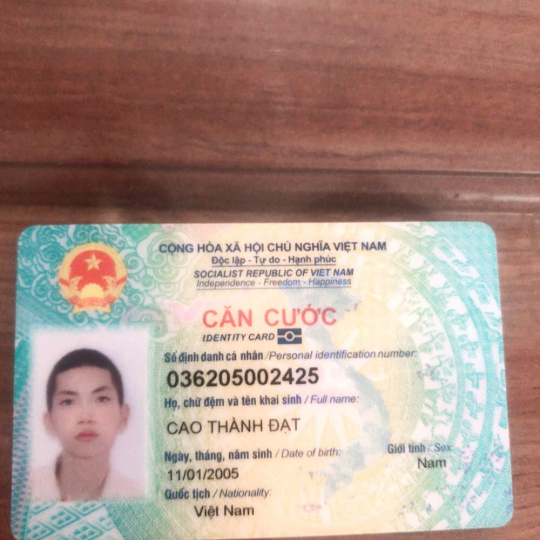 CỘNG HÒA XÃ HỘI CHỦ NGHĨA VIỆT NAM
Độc lập - Tự do - Hạnh phúc
SOCIALIST REPUBLIC OF VIET NAM
Independence - Freedom - Happiness
CĂN CƯỚC
IDENTITY CARD
Số định danh cá nhân / Personal identification number:
036205002425
Họ, chữ đệm và tên khai sinh / Full name:
CAO THÀNH ĐẠT
Ngày, tháng, năm sinh / Date of birth: Giới tính / Sex
11/01/2005 Nam
Quốc tịch / Nationality:
Việt Nam